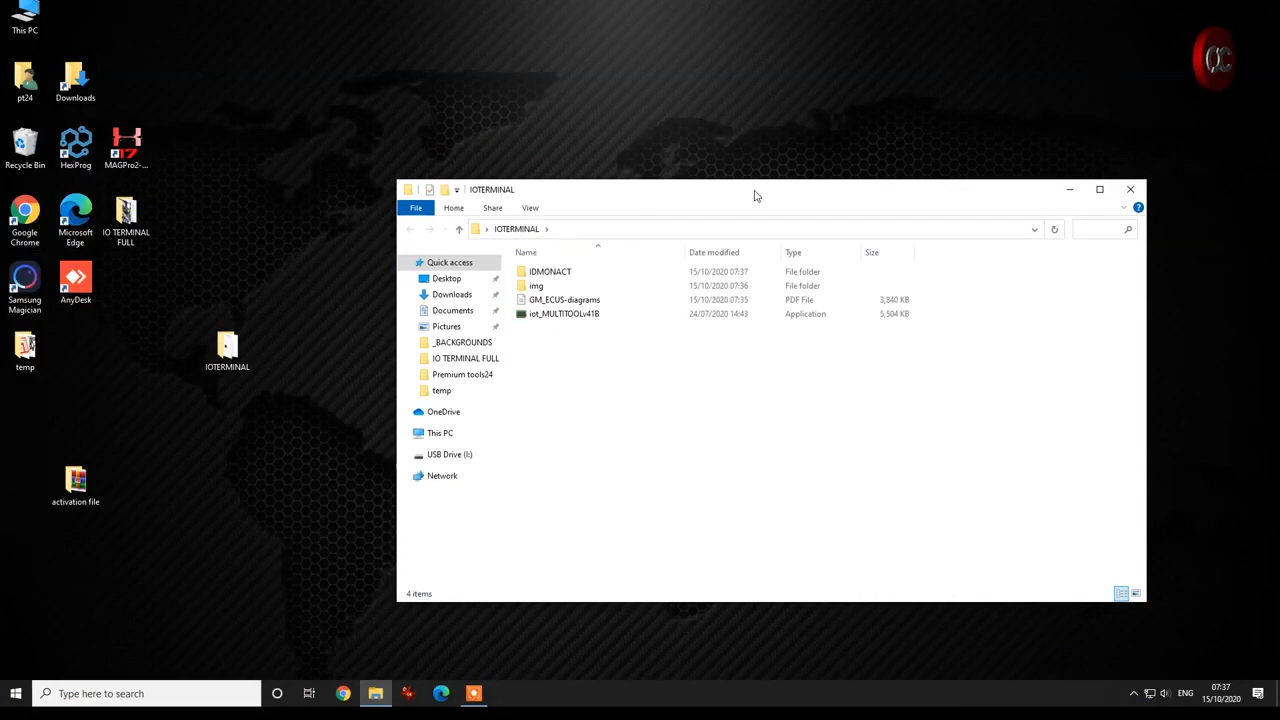 This PC
pt24
Downloads
Recycle Bin
HexProg
MAGPro2-...
Google Chrome
Microsoft Edge
IO TERMINAL FULL
Samsung Magician
AnyDesk
temp
IOTERMINAL
activation file
IOTERMINAL
File Home Share View
IOTERMINAL
Name Date modified Type Size
IDMONACT 15/10/2020 07:37 File folder
img 15/10/2020 07:36 File folder
GM_ECUS-diagrams 15/10/2020 07:35 PDF File 3,840 KB
iot_MULTITOOLv41B 24/07/2020 14:43 Application 5,504 KB
Quick access
Desktop
Downloads
Documents
Pictures
_BACKGROUNDS
IO TERMINAL FULL
Premium tools24
temp
OneDrive
This PC
USB Drive (I:)
Network
4 items
Type here to search
ENG
07:37
15/10/2020